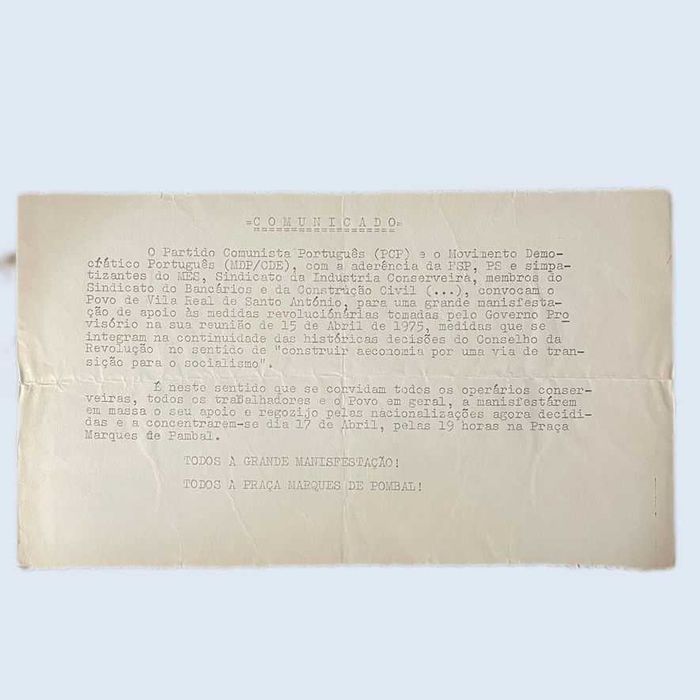 =C O M U N I C A D O=
O Partido Comunista Português (PCP) e o Movimento Demo-
crático Português (MDP/CDE), com a aderência da FSP, PS e simpa-
tizantes do MES, Sindicato da Industria Conserveira, membros do
Sindicato do Bancários e da Construção Civil (...), convocam o
Povo de Vila Real de Santo António, para uma grande manisfesta-
ção de apoio às medidas revolucionárias tomadas pelo Governo Pro
visório na sua reunião de 15 de Abril de 1975, medidas que se
integram na continuidade das históricas decisões do Conselho da
Revolução no sentido de "construir aeconomia por uma via de tran-
sição para o socialismo".
É neste sentido que se convidam todos os operários conser-
veiras, todos os trabalhadores e o Povo em geral, a manisfestárem
em massa o seu apoio e regozijo pelas nacionalizações agora decidi-
das e a concentrarem-se dia 17 de Abril, pelas 19 horas na Praça
Marques de Pambal.
TODOS À GRANDE MANISFESTAÇÃO!
TODOS A PRAÇA MARQUES DE POMBAL!